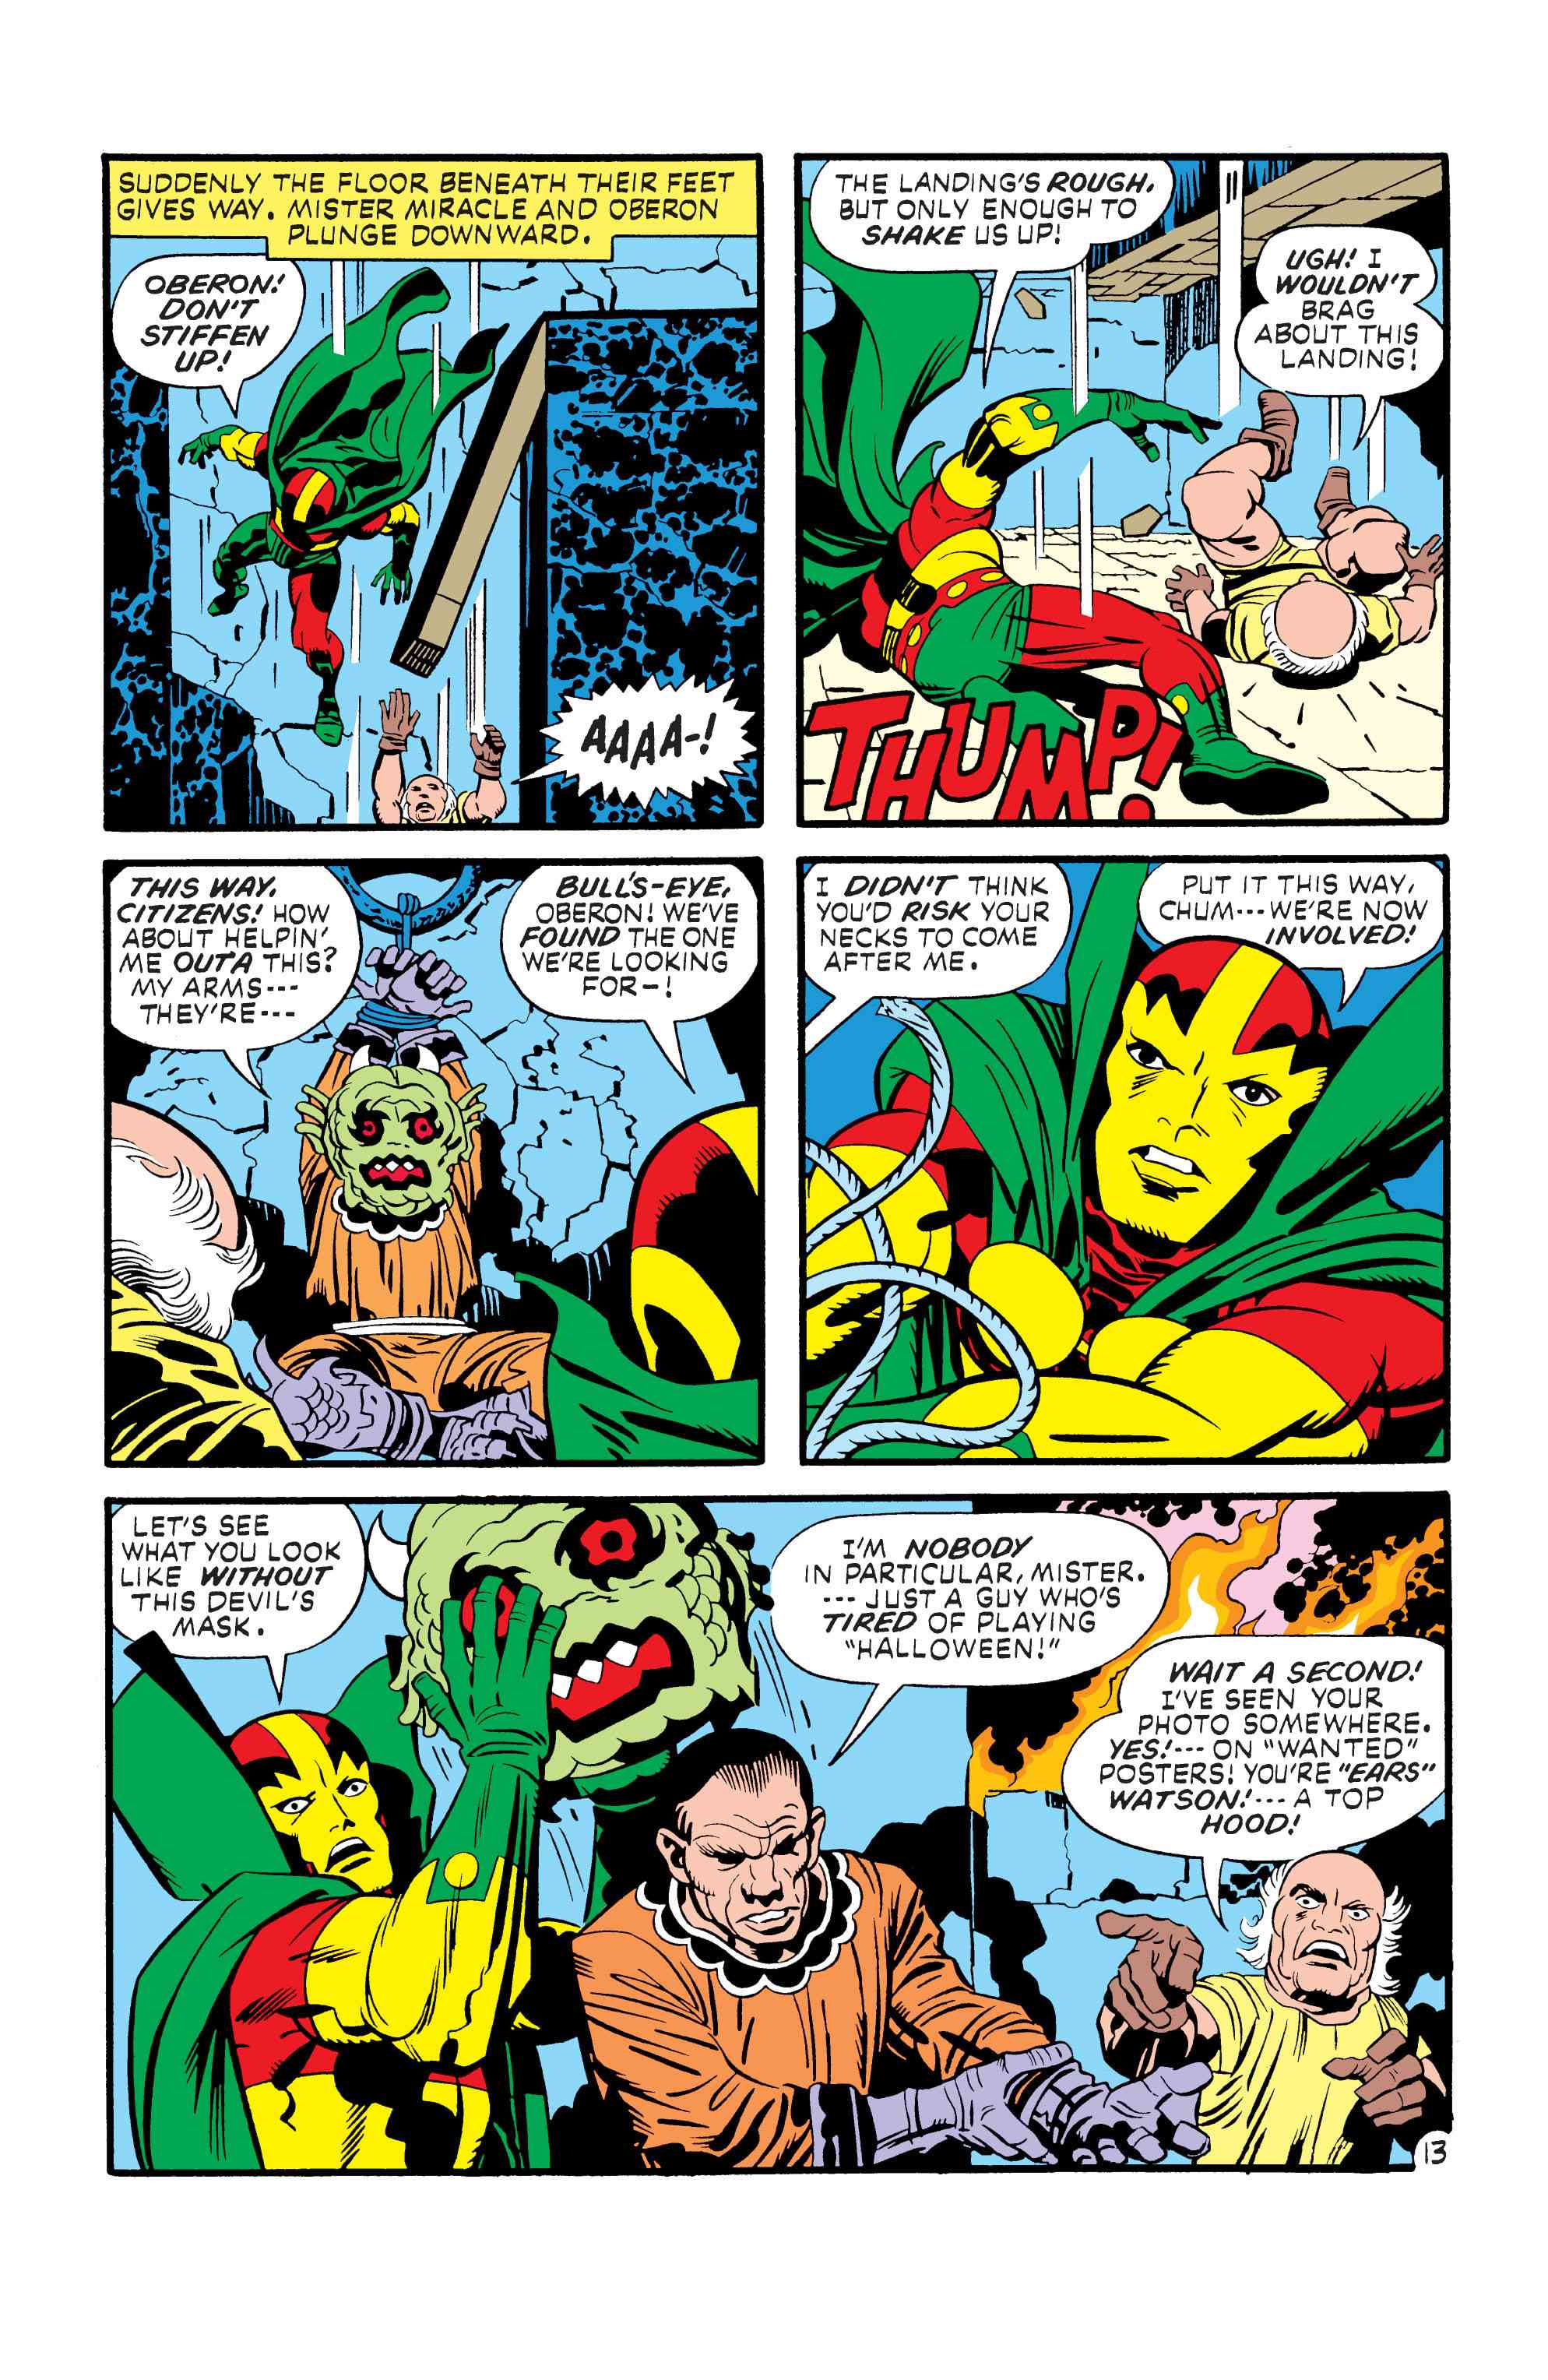 SUDDENLY THE FLOOR BENEATH THEIR FEET
GIVES WAY. MISTER MIRACLE AND OBERON
PLUNGE DOWNWARD.
OBERON!
DON'T
STIFFEN
UP!
AAAA-!
THE LANDING'S ROUGH.
BUT ONLY ENOUGH TO
SHAKE US UP!
UGH! I
WOULDN'T
BRAG
ABOUT THIS
LANDING!
THUMP!
THIS WAY,
CITIZENS! HOW
ABOUT HELPIN'
ME OUTA THIS?
MY ARMS---
THEY'RE---
BULL'S-EYE,
OBERON! WE'VE
FOUND THE ONE
WE'RE LOOKING
FOR-!
I DIDN'T THINK
YOU'D RISK YOUR
NECKS TO COME
AFTER ME.
PUT IT THIS WAY,
CHUM---WE'RE NOW
INVOLVED!
LET'S SEE
WHAT YOU LOOK
LIKE WITHOUT
THIS DEVIL'S
MASK.
I'M NOBODY
IN PARTICULAR, MISTER.
--- JUST A GUY WHO'S
TIRED OF PLAYING
"HALLOWEEN!"
WAIT A SECOND!
I'VE SEEN YOUR
PHOTO SOMEWHERE.
YES!--- ON "WANTED"
POSTERS! YOU'RE "EARS"
WATSON!--- A TOP
HOOD!
13